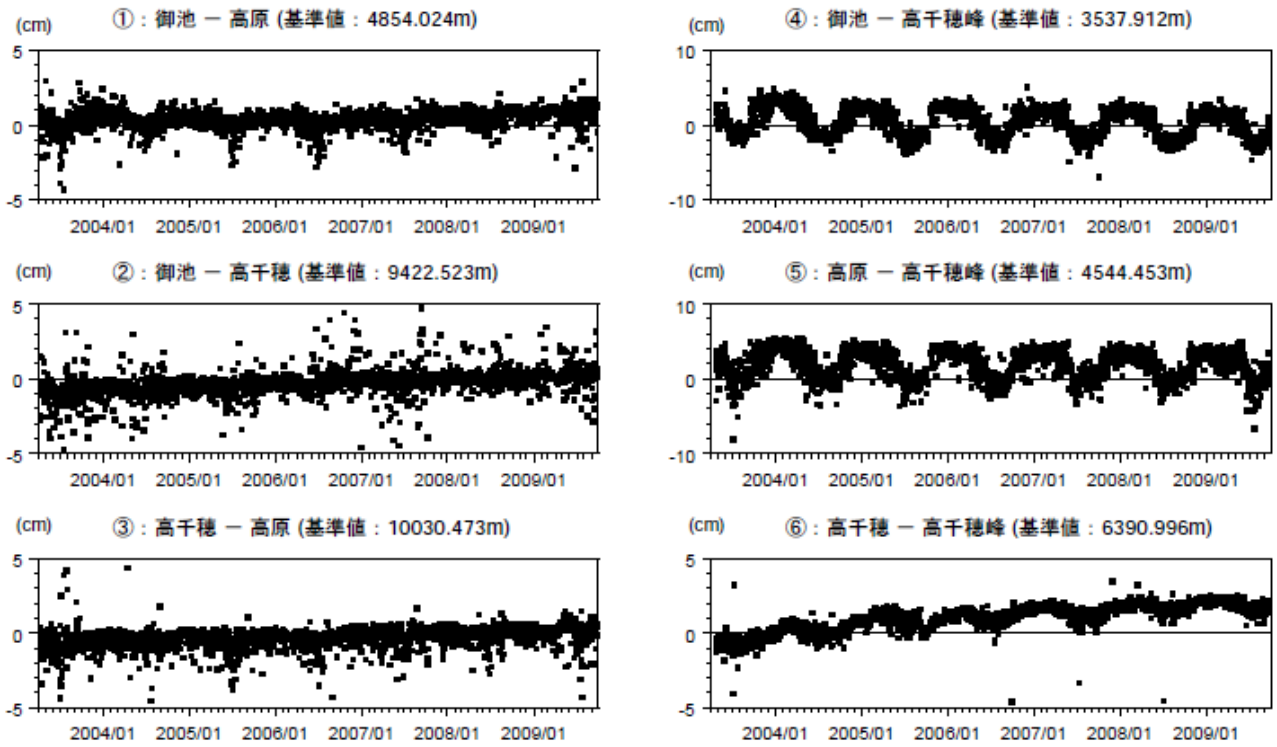 (cm) ①：御池 － 高原 (基準値：4854.024m)
5
0
-5
2004/01 2005/01 2006/01 2007/01 2008/01 2009/01
(cm) ②：御池 － 高千穂 (基準値：9422.523m)
5
0
-5
2004/01 2005/01 2006/01 2007/01 2008/01 2009/01
(cm) ③：高千穂 － 高原 (基準値：10030.473m)
5
0
-5
2004/01 2005/01 2006/01 2007/01 2008/01 2009/01
(cm) ④：御池 － 高千穂峰 (基準値：3537.912m)
10
0
-10
2004/01 2005/01 2006/01 2007/01 2008/01 2009/01
(cm) ⑤：高原 － 高千穂峰 (基準値：4544.453m)
10
0
-10
2004/01 2005/01 2006/01 2007/01 2008/01 2009/01
(cm) ⑥：高千穂 － 高千穂峰 (基準値：6390.996m)
5
0
-5
2004/01 2005/01 2006/01 2007/01 2008/01 2009/01